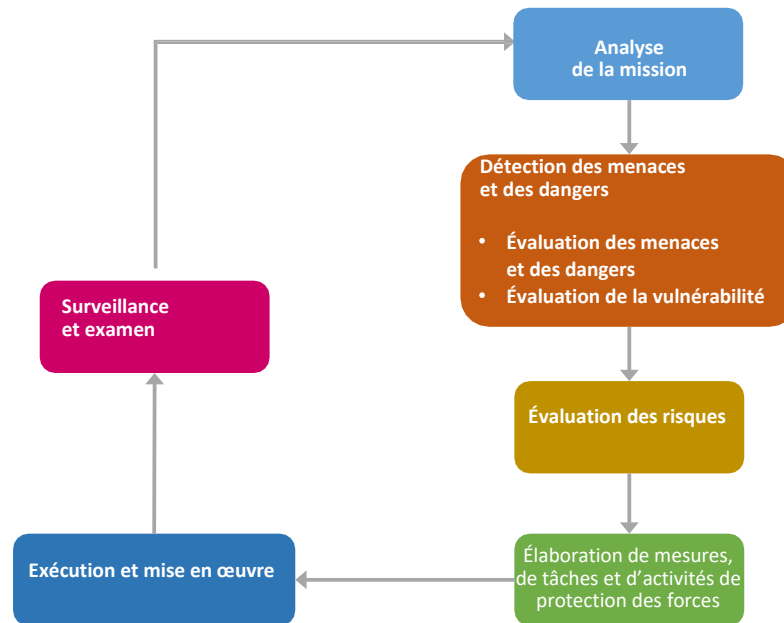 Analyse
de la mission
Détection des menaces
et des dangers
• Évaluation des menaces
et des dangers
• Évaluation de la vulnérabilité
Surveillance
et examen
Évaluation des risques
Élaboration de mesures,
de tâches et d’activités de
protection des forces
Exécution et mise en œuvre